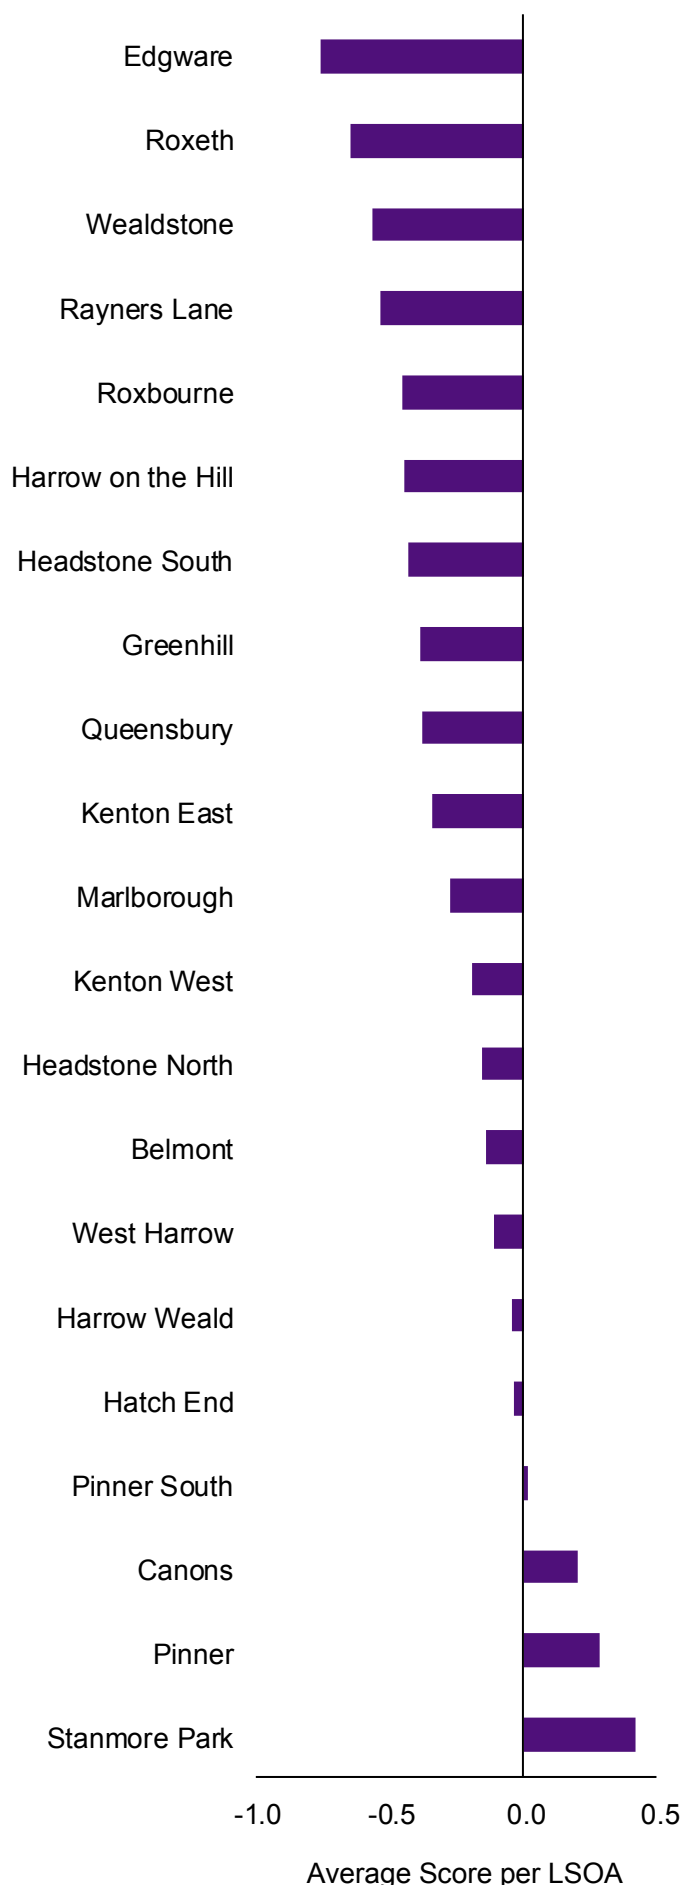 Edgware
Roxeth
Wealdstone
Rayners Lane
Roxbourne
Harrow on the Hill
Headstone South
Greenhill
Queensbury
Kenton East
Marlborough
Kenton West
Headstone North
Belmont
West Harrow
Harrow Weald
Hatch End
Pinner South
Canons
Pinner
Stanmore Park
-1.0 -0.5 0.0 0.5
Average Score per LSOA